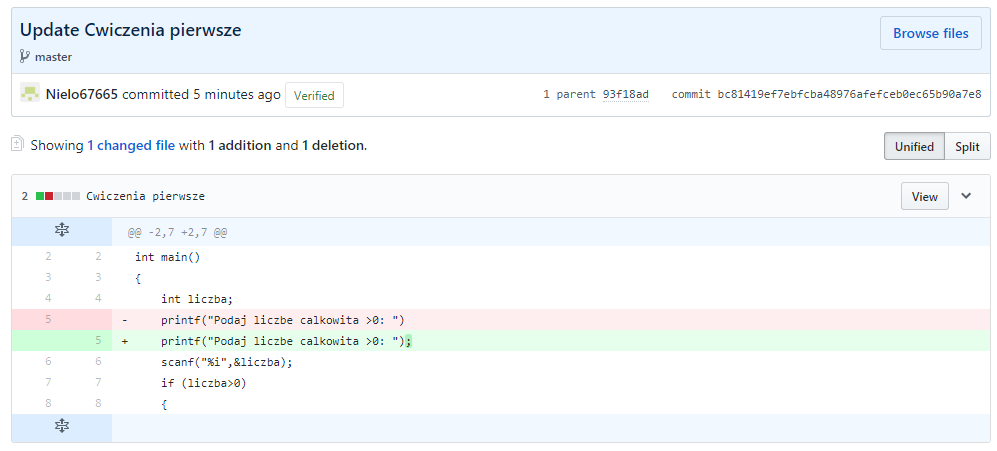 Update Cwiczenia pierwsze
Browse files
master
Nielo67665 committed 5 minutes ago Verified 1 parent 93f18ad commit bc81419ef7ebfcba48976afefceb0ec65b90a7e8
Showing 1 changed file with 1 addition and 1 deletion. Unified Split
2 Cwiczenia pierwsze View
@@ -2,7 +2,7 @@
2 2 int main()
3 3 {
4 4 int liczba;
5 - printf("Podaj liczbe calkowita >0: ")
5 + printf("Podaj liczbe calkowita >0: ");
6 6 scanf("%i",&liczba);
7 7 if (liczba>0)
8 8 {